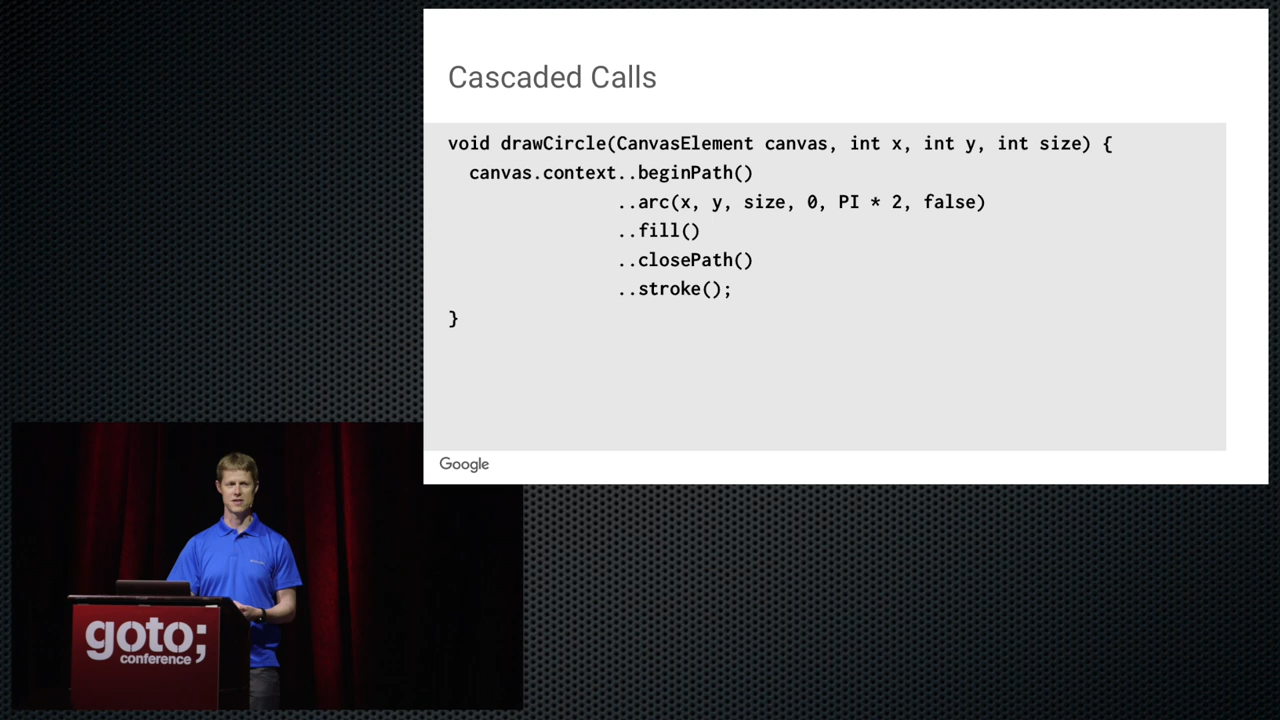 Cascaded Calls
void drawCircle(CanvasElement canvas, int x, int y, int size) {
canvas.context..beginPath()
..arc(x, y, size, 0, PI * 2, false)
..fill()
..closePath()
..stroke();
}
Google
goto;
conference